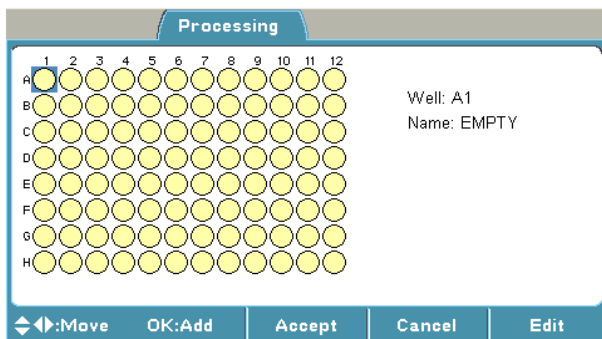 Processing
1 2 3 4 5 6 7 8 9 10 11 12
A
B
C
D
E
F
G
H
Well: A1
Name: EMPTY
:Move OK:Add Accept Cancel Edit